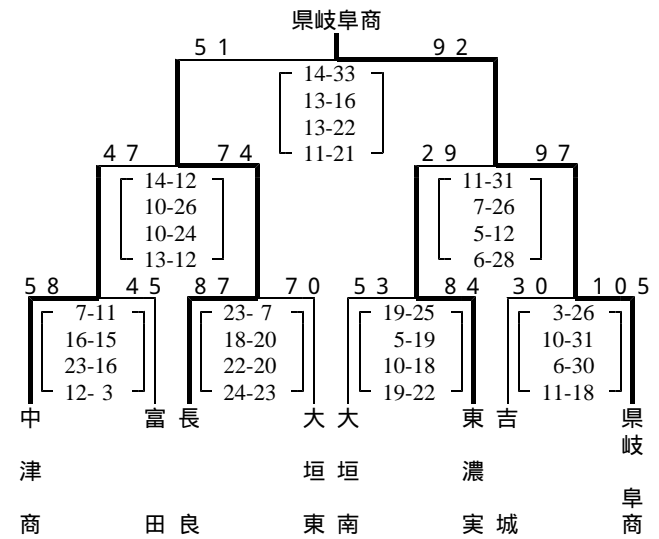 県岐阜商
51 92
14-33
13-16
13-22
11-21
47 74 29 97
14-12 11-31
10-26 7-26
10-24 5-12
13-12 6-28
58 45 87 70 53 84 30 105
7-11 23- 7 19-25 3-26
16-15 18-20 5-19 10-31
23-16 22-20 10-18 6-30
12- 3 24-23 19-22 11-18
中津商 富田 長良 大垣東 大垣南 東濃実 吉城 県岐阜商